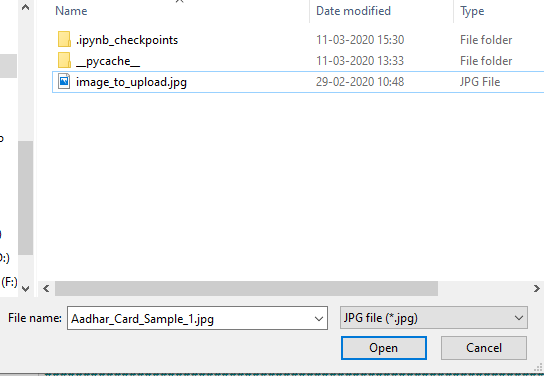 Name Date modified Type
.ipynb_checkpoints 11-03-2020 15:30 File folder
__pycache__ 11-03-2020 13:33 File folder
image_to_upload.jpg 29-02-2020 10:48 JPG File
:)
(F:)
File name: Aadhar_Card_Sample_1.jpg JPG file (*.jpg)
Open Cancel